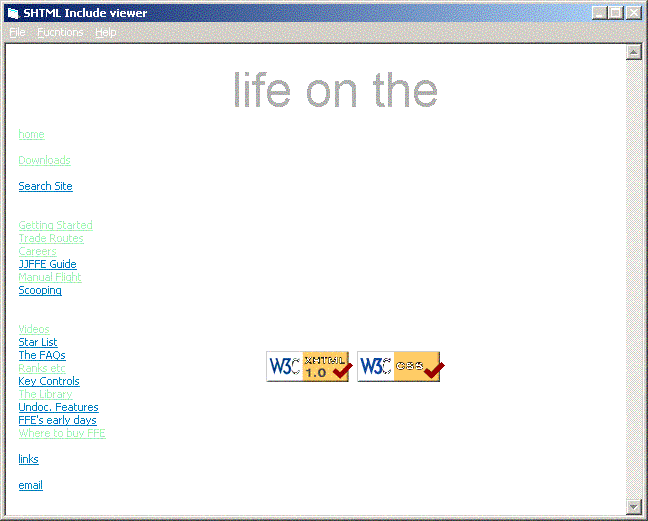 SHTML Include viewer
File Fucntions Help
life on the
home
Downloads
Search Site
Getting Started
Trade Routes
Careers
JJFFE Guide
Manual Flight
Scooping
Videos
Star List
The FAQs
Ranks etc
Key Controls
The Library
Undoc. Features
FFE's early days
Where to buy FFE
links
email
W3C XHTML 1.0
W3C CSS